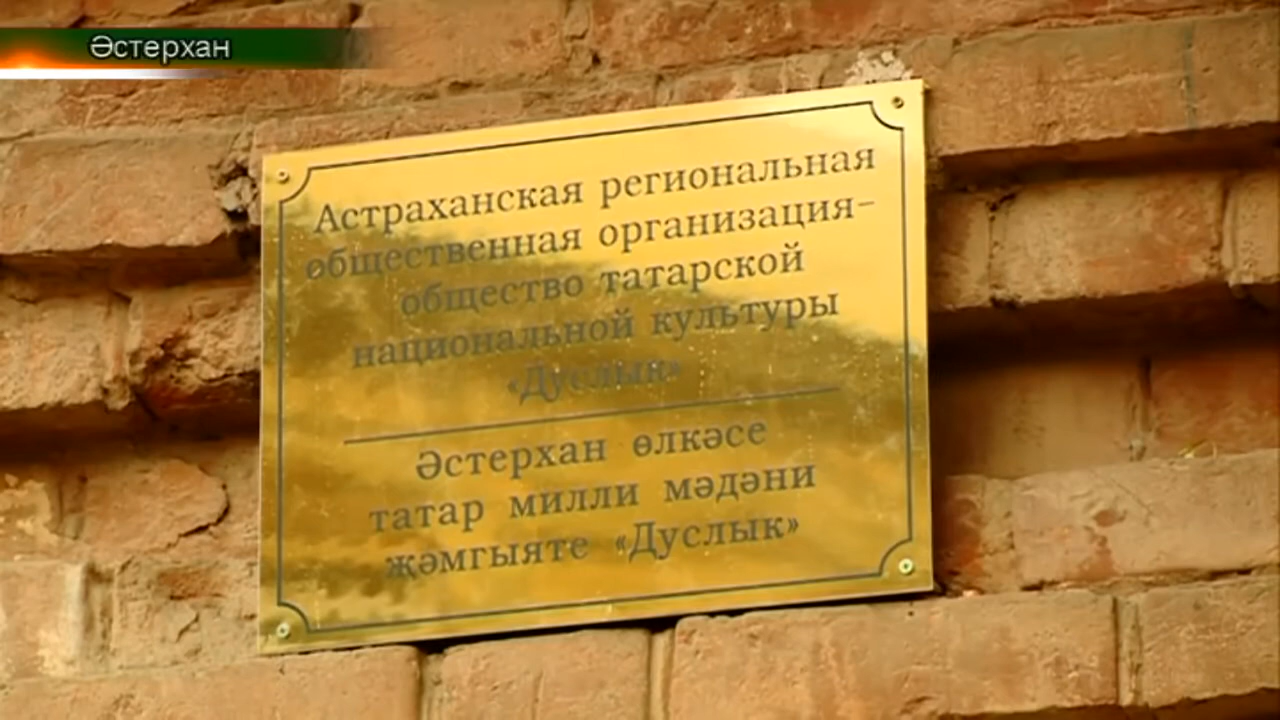 Әстерхан
Астраханская региональная
общественная организация–
общество татарской
национальной культуры
«Дуслык»
Әстерхан өлкәсе
татар милли мәдәни
җәмгыяте «Дуслык»